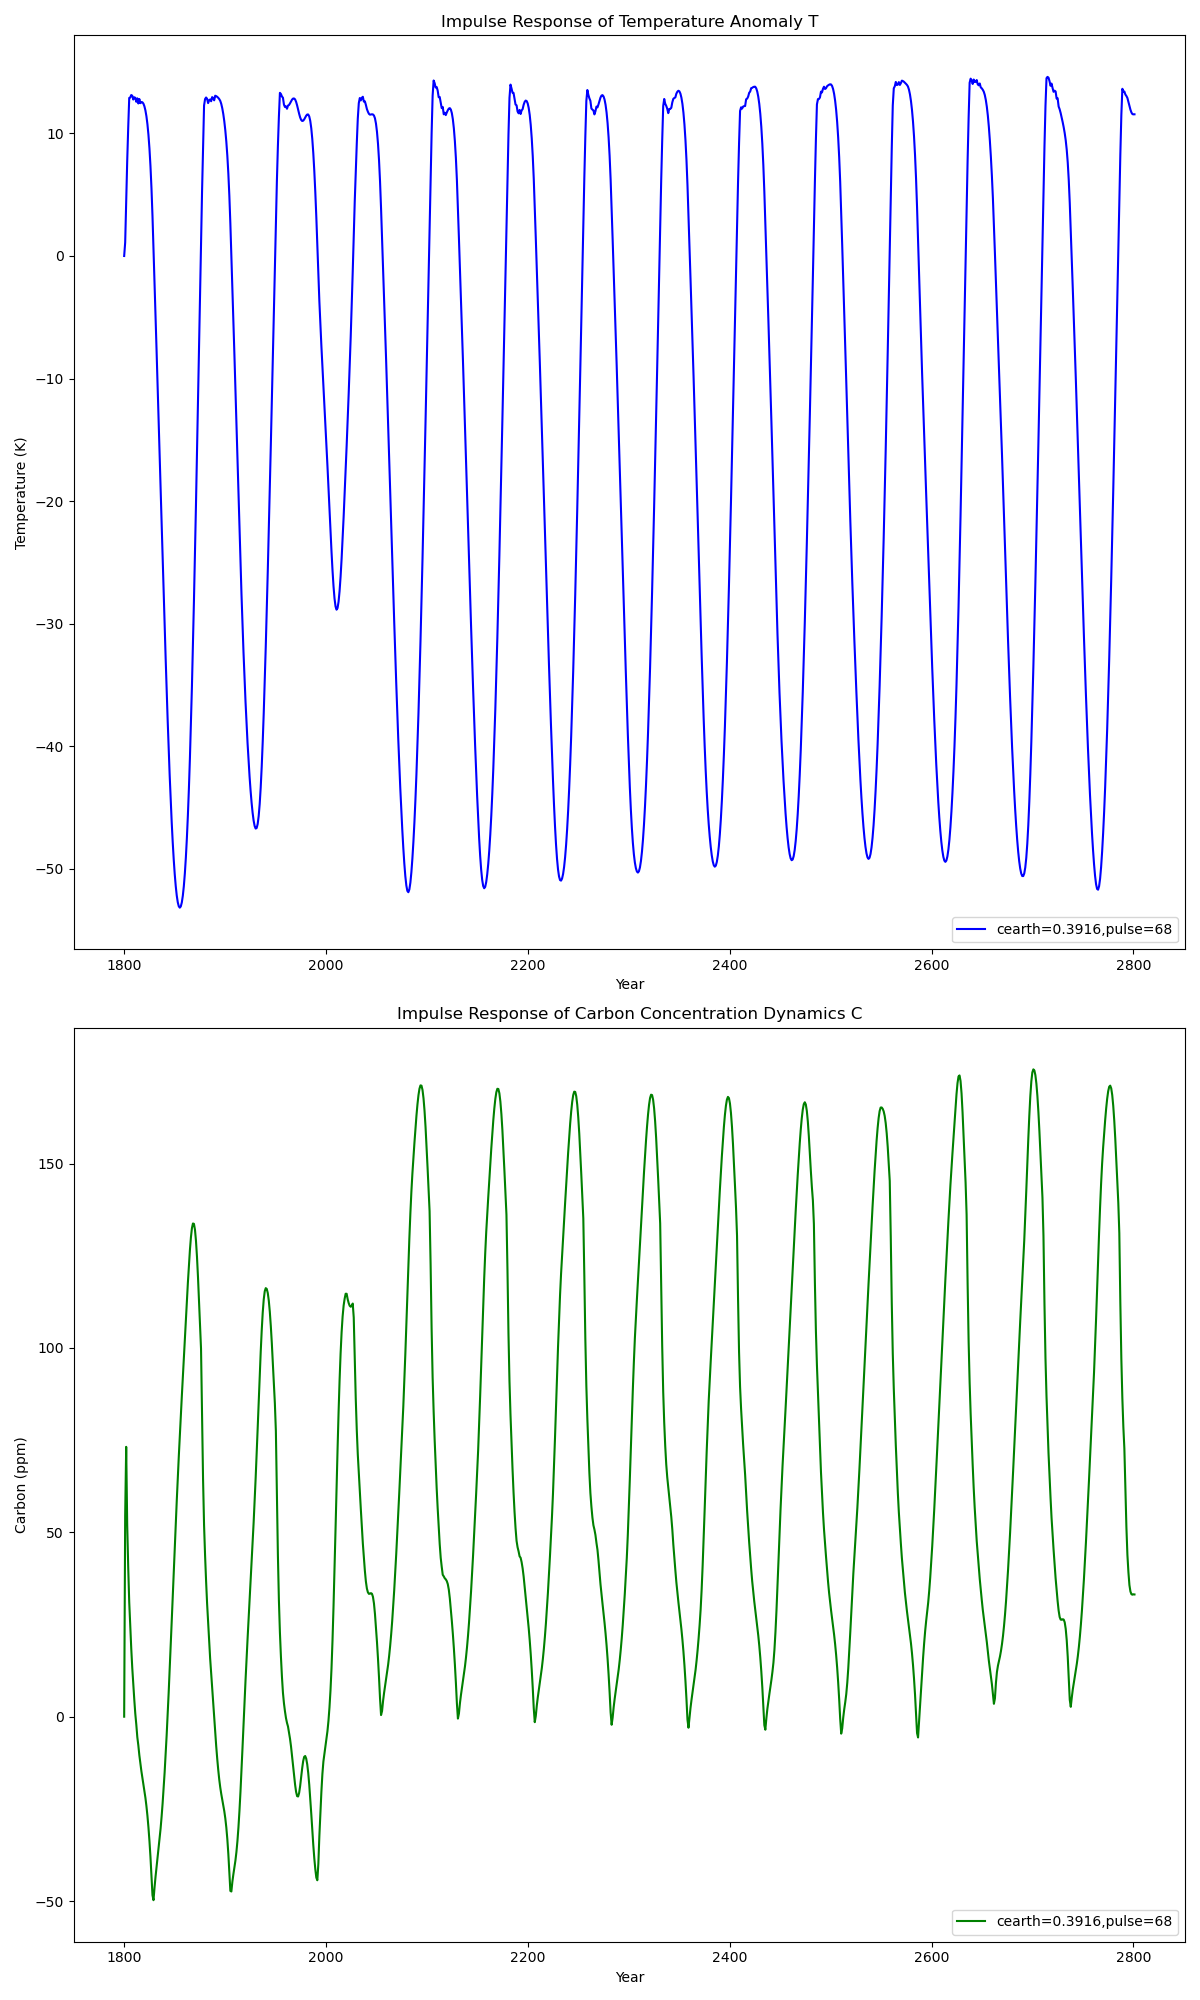 Impulse Response of Temperature Anomaly T
Temperature (K)
10
0
−10
−20
−30
−40
−50
cearth=0.3916,pulse=68
1800 2000 2200 2400 2600 2800
Year
Impulse Response of Carbon Concentration Dynamics C
Carbon (ppm)
150
100
50
0
−50
cearth=0.3916,pulse=68
1800 2000 2200 2400 2600 2800
Year